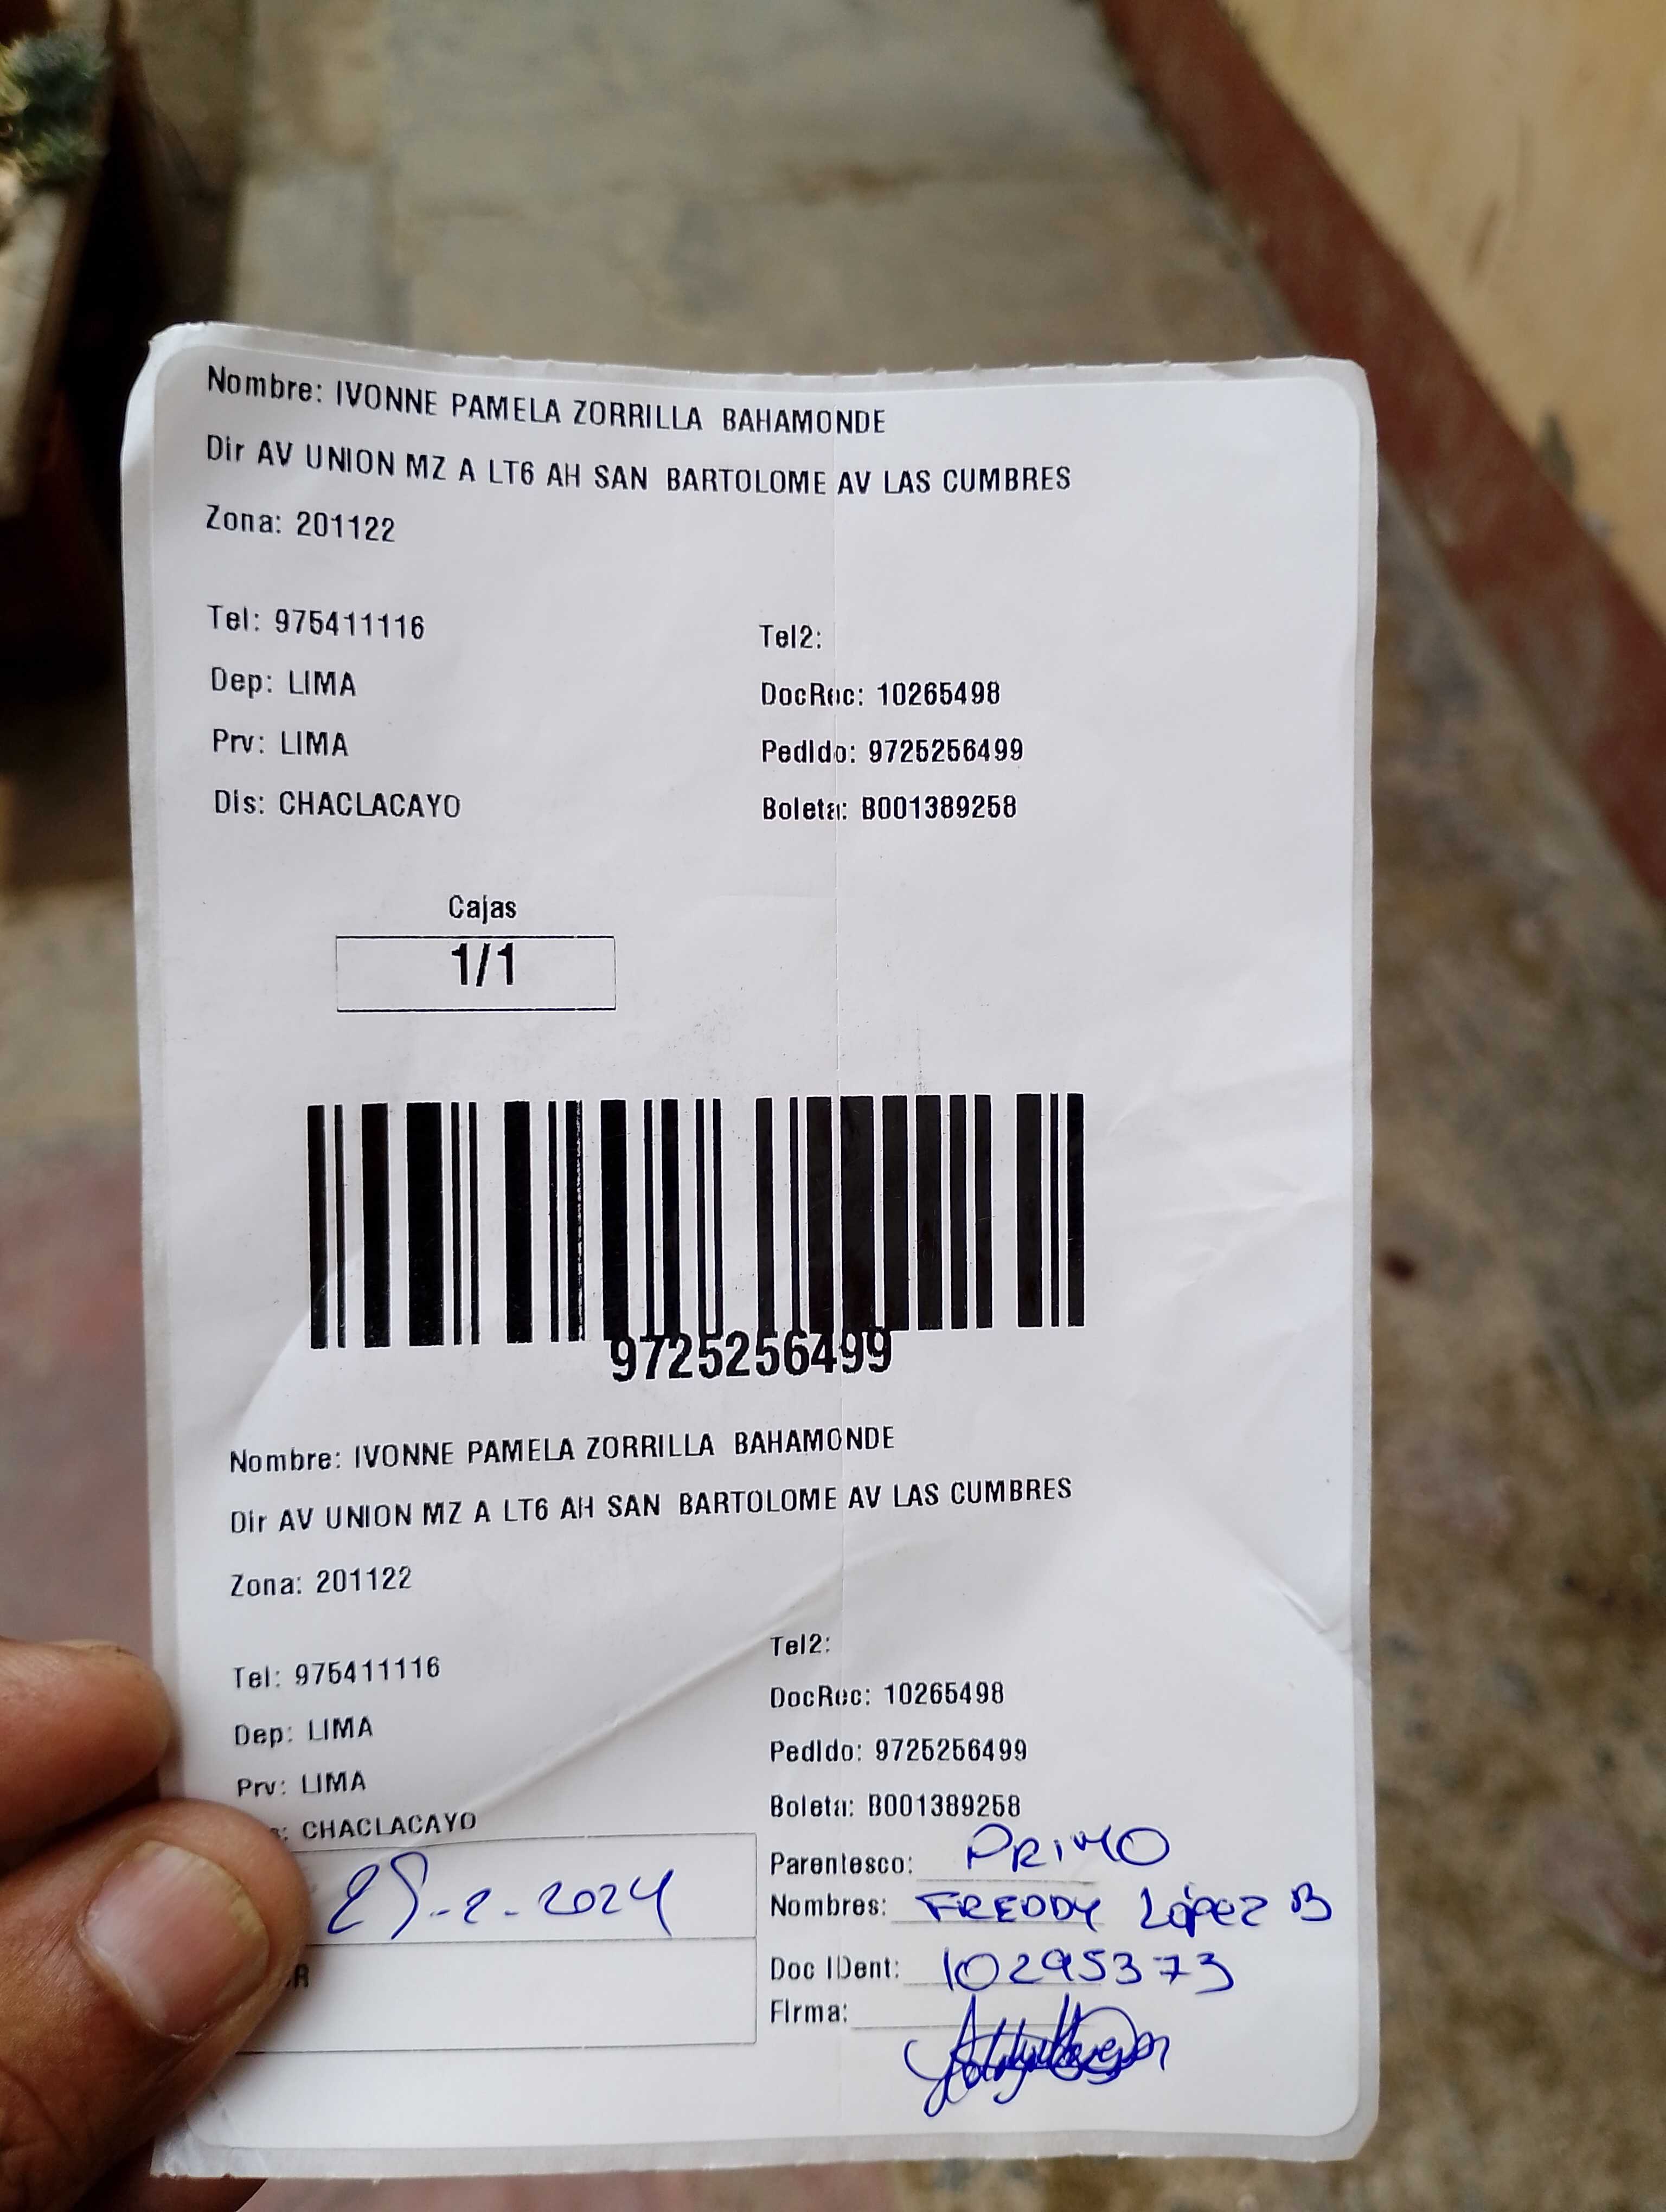 Nombre: IVONNE PAMELA ZORRILLA BAHAMONDE
Dir AV UNION MZ A LT6 AH SAN BARTOLOME AV LAS CUMBRES
Zona: 201122
Tel: 975411116
Tel2:
Dep: LIMA
DocRec: 10265498
Prv: LIMA
Pedido: 9725256499
Dis: CHACLACAYO
Boleta: B001389258
Cajas
1/1
9725256499
Nombre: IVONNE PAMELA ZORRILLA BAHAMONDE
Dir AV UNION MZ A LT6 AH SAN BARTOLOME AV LAS CUMBRES
Zona: 201122
Tel2:
Tel: 975411116
DocRec: 10265498
Dep: LIMA
Pedido: 9725256499
Prv: LIMA
Boleta: B001389258
CHACLACAYO
Parentesco: PRIMO
-2-2024
Nombres: FREDDY López B
Doc IDent: 10295373
Firma: